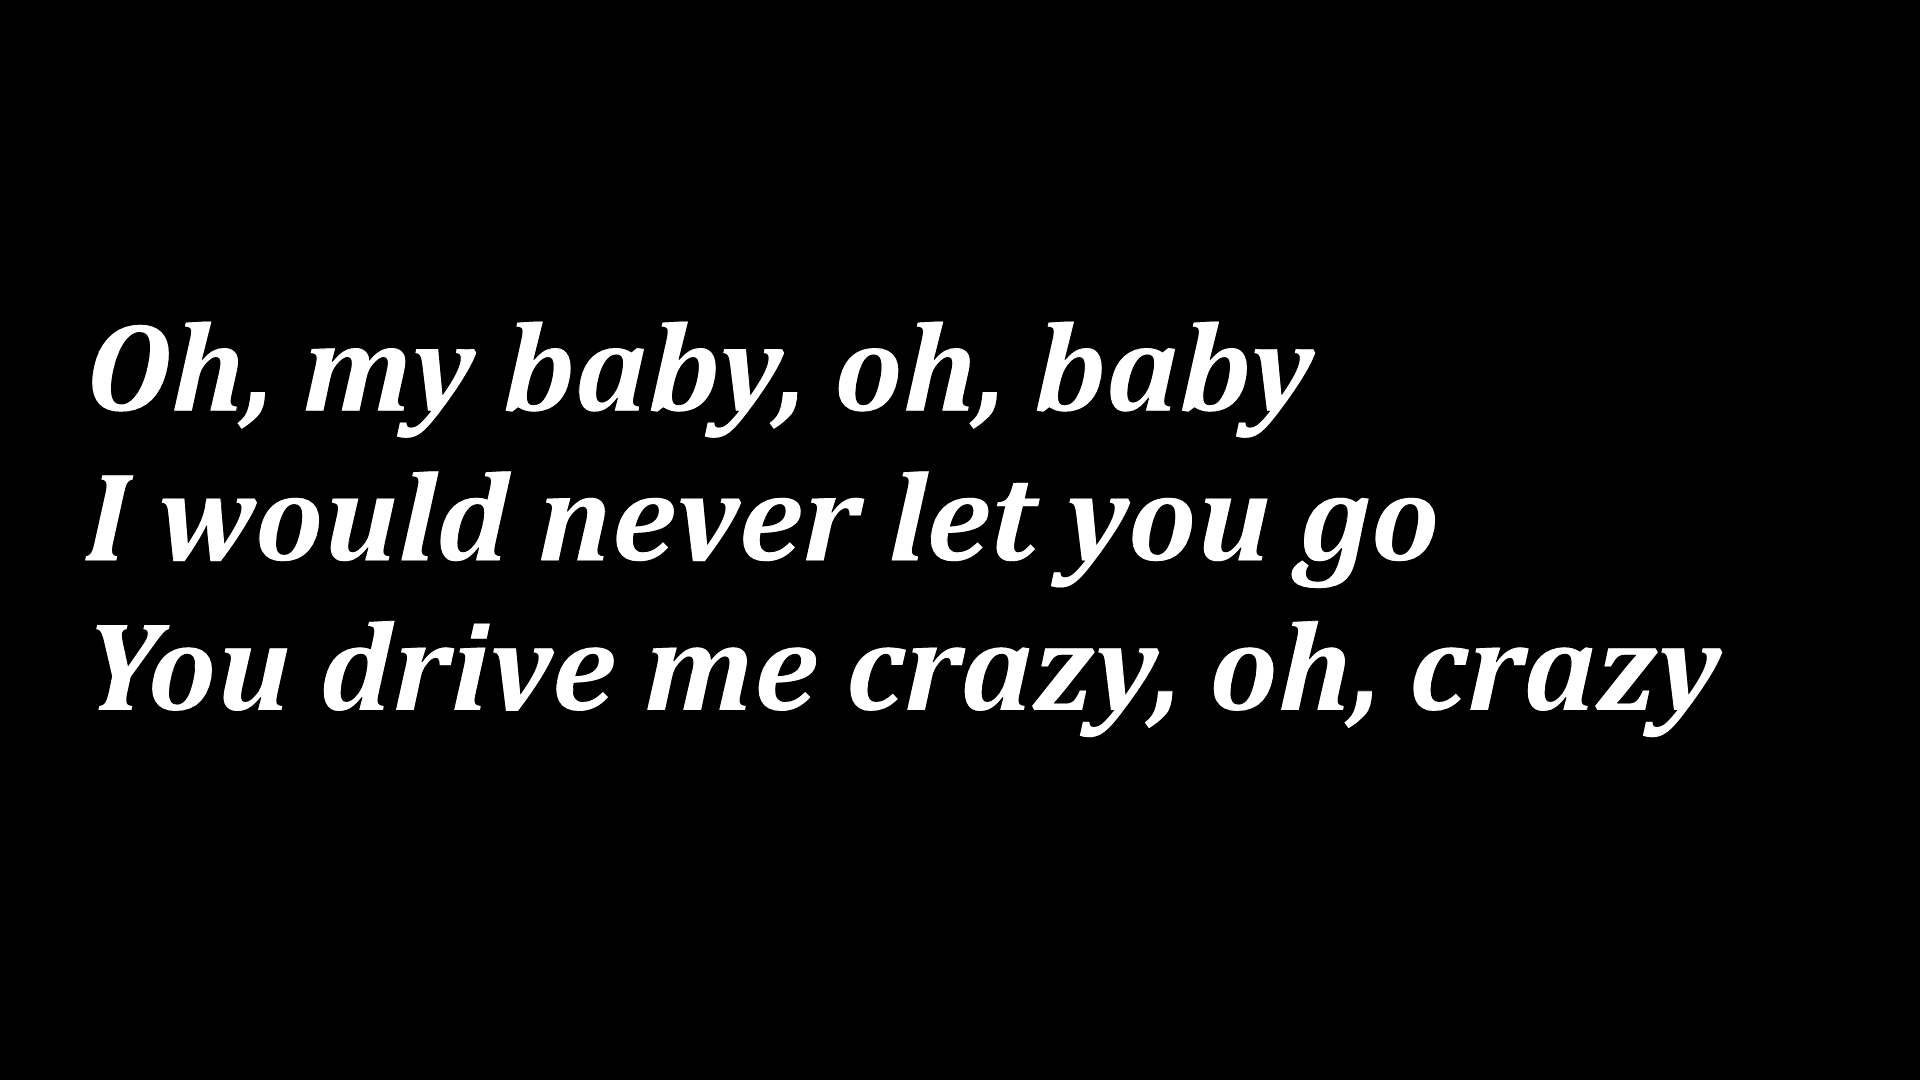 Oh, my baby, oh, baby
I would never let you go
You drive me crazy, oh, crazy